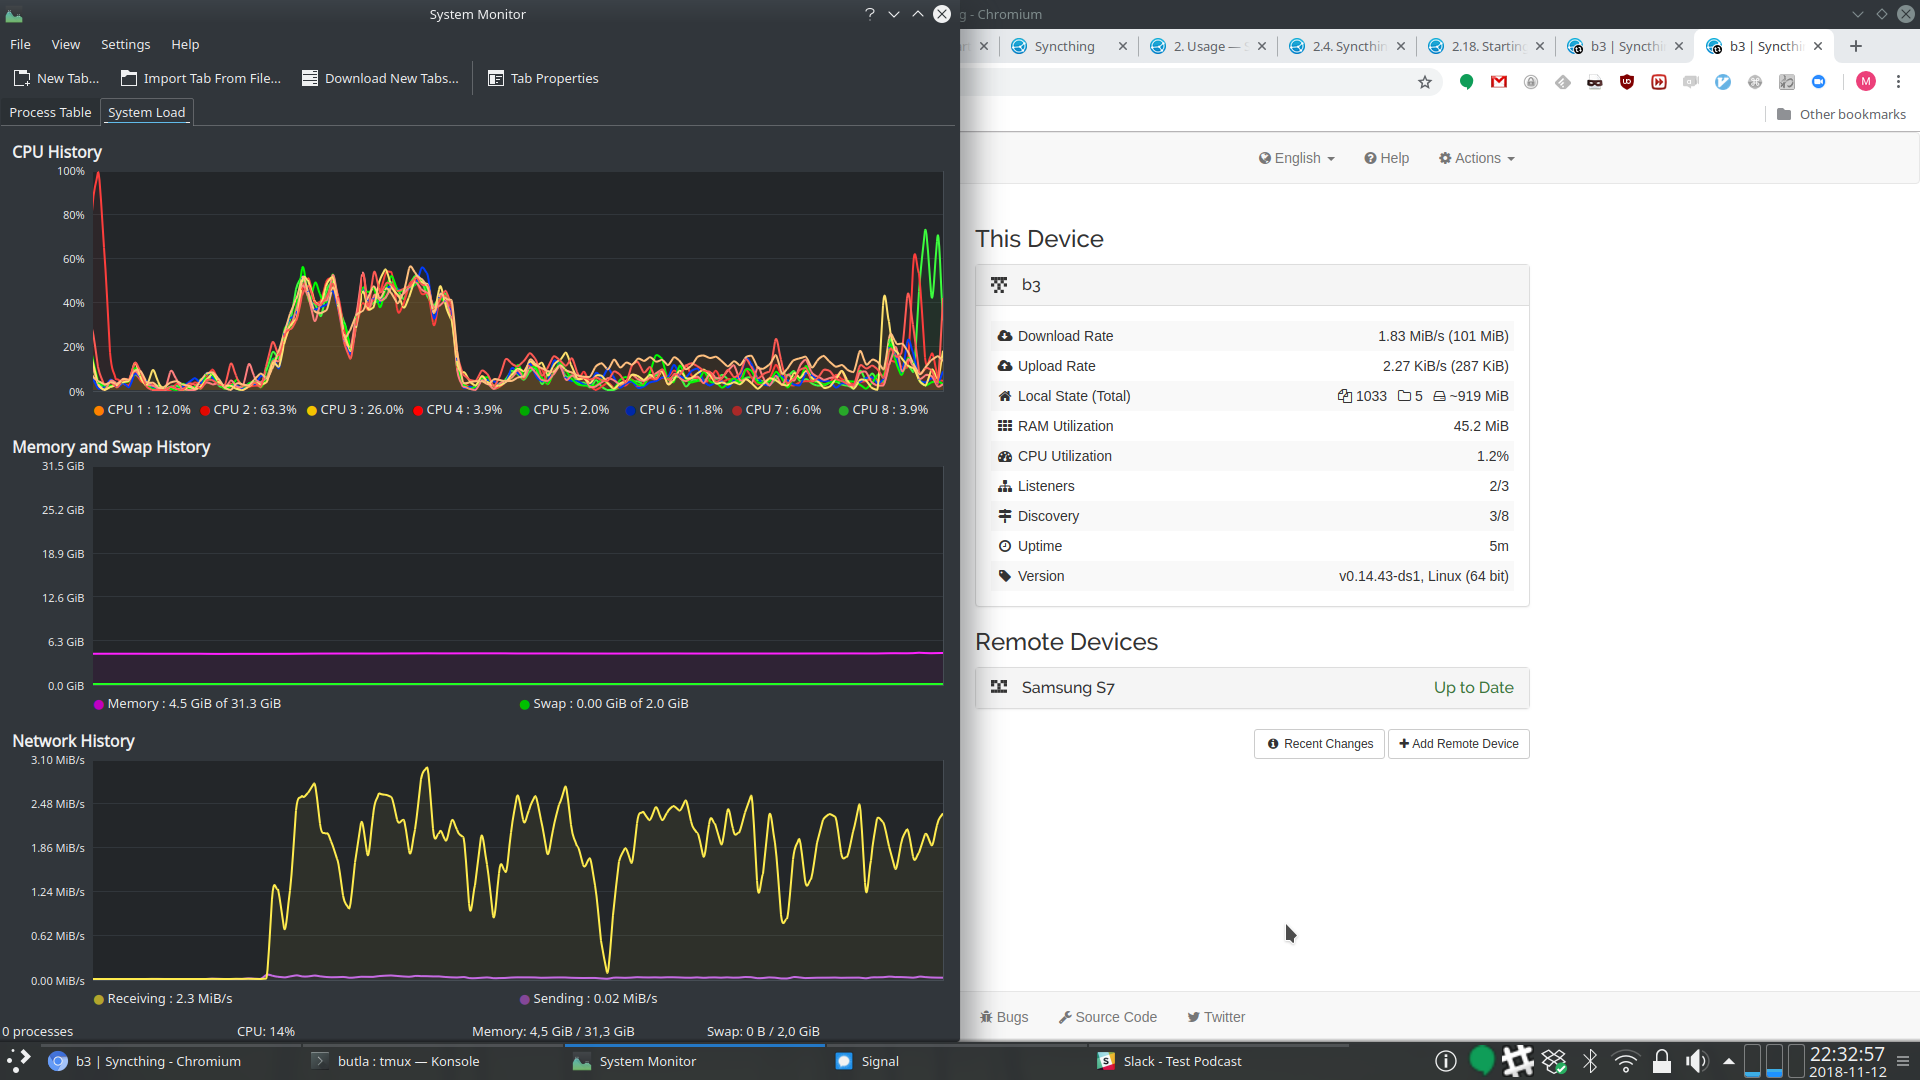 System Monitor
File View Settings Help
New Tab... Import Tab From File... Download New Tabs... Tab Properties
Process Table System Load
CPU History
100%
80%
60%
40%
20%
0%
CPU 1 : 12.0% CPU 2 : 63.3% CPU 3 : 26.0% CPU 4 : 3.9% CPU 5 : 2.0% CPU 6 : 11.8% CPU 7 : 6.0% CPU 8 : 3.9%
Memory and Swap History
31.5 GiB
25.2 GiB
18.9 GiB
12.6 GiB
6.3 GiB
0.0 GiB
Memory : 4.5 GiB of 31.3 GiB Swap : 0.00 GiB of 2.0 GiB
Network History
3.10 MiB/s
2.48 MiB/s
1.86 MiB/s
1.24 MiB/s
0.62 MiB/s
0.00 MiB/s
Receiving : 2.3 MiB/s Sending : 0.02 MiB/s
0 processes CPU: 14% Memory: 4,5 GiB / 31,3 GiB Swap: 0 B / 2,0 GiB
g - Chromium
Syncthing 2. Usage — 2.4. Syncthin 2.18. Starting b3 | Syncthi b3 | Syncthi
M
Other bookmarks
English Help Actions
This Device
b3
Download Rate 1.83 MiB/s (101 MiB)
Upload Rate 2.27 KiB/s (287 KiB)
Local State (Total) 1033 5 ~919 MiB
RAM Utilization 45.2 MiB
CPU Utilization 1.2%
Listeners 2/3
Discovery 3/8
Uptime 5m
Version v0.14.43-ds1, Linux (64 bit)
Remote Devices
Samsung S7 Up to Date
Recent Changes Add Remote Device
Bugs Source Code Twitter
b3 | Syncthing - Chromium butla : tmux — Konsole System Monitor Signal Slack - Test Podcast 22:32:57
2018-11-12